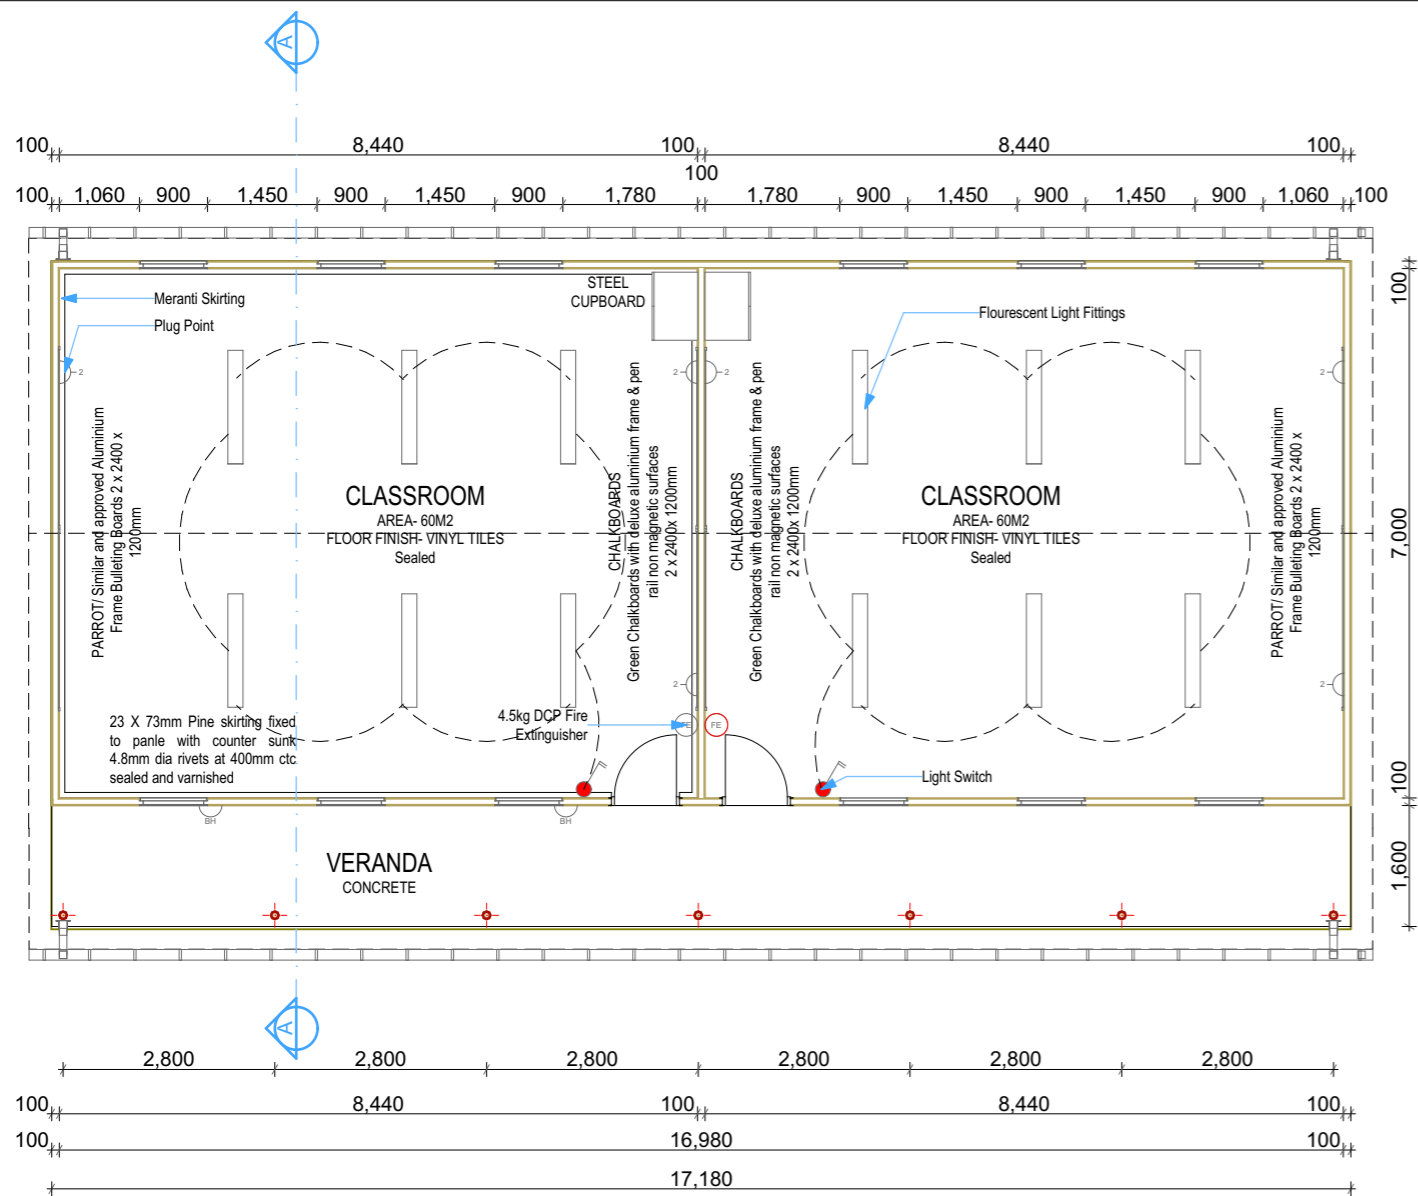 A
100 8,440 100 8,440 100
100
100 1,060 900 1,450 900 1,450 900 1,780 1,780 900 1,450 900 1,450 900 1,060 100
STEEL
CUPBOARD
Meranti Skirting
Plug Point
Flourescent Light Fittings
100
2
2
2
2
PARROT/ Similar and approved Aluminium
Frame Bulleting Boards 2 x 2400 x
1200mm
CLASSROOM
AREA- 60M2
FLOOR FINISH- VINYL TILES
Sealed
CHALKBOARDS
Green Chalkboards with deluxe aluminium frame & pen
rail non magnetic surfaces
2 x 2400x 1200mm
CHALKBOARDS
Green Chalkboards with deluxe aluminium frame & pen
rail non magnetic surfaces
2 x 2400x 1200mm
CLASSROOM
AREA- 60M2
FLOOR FINISH- VINYL TILES
Sealed
PARROT/ Similar and approved Aluminium
Frame Bulleting Boards 2 x 2400 x
1200mm
7,000
2
2
23 X 73mm Pine skirting fixed
to panle with counter sunk
4.8mm dia rivets at 400mm ctc
sealed and varnished
4.5kg DCP Fire
Extinguisher
FE
FE
Light Switch
100
BH
BH
VERANDA
CONCRETE
1,600
A
2,800 2,800 2,800 2,800 2,800 2,800
100 8,440 100 8,440 100
100 16,980 100
17,180